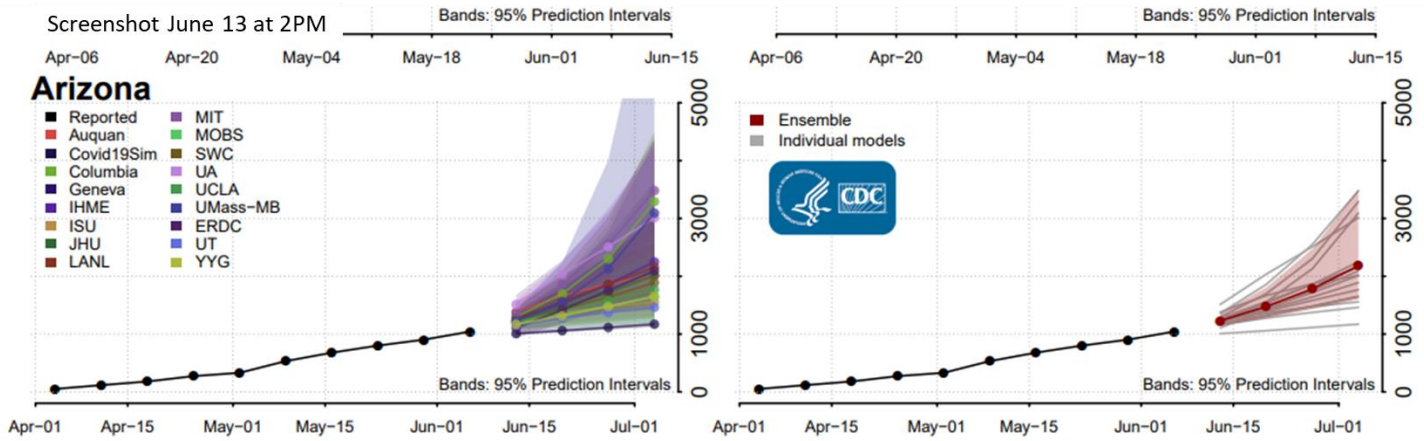 Screenshot June 13 at 2PM
Bands: 95% Prediction Intervals
Apr-06 Apr-20 May-04 May-18 Jun-01 Jun-15
Bands: 95% Prediction Intervals
Apr-06 Apr-20 May-04 May-18 Jun-01 Jun-15
Arizona
Reported
Auquan
Covid19Sim
Columbia
Geneva
IHME
ISU
JHU
LANL
MIT
MOBS
SWC
UA
UCLA
UMass-MB
ERDC
UT
YYG
5000
3000
1000
0
Bands: 95% Prediction Intervals
Apr-01 Apr-15 May-01 May-15 Jun-01 Jun-15 Jul-01
Ensemble
Individual models
CDC
5000
3000
1000
0
Bands: 95% Prediction Intervals
Apr-01 Apr-15 May-01 May-15 Jun-01 Jun-15 Jul-01